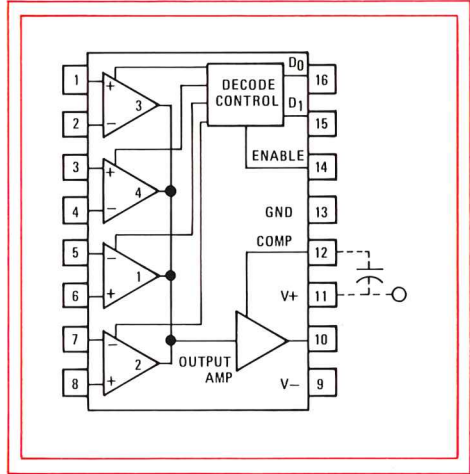 D0
1
+
3
DECODE
CONTROL
16
2
−
D1
15
3
+
4
ENABLE
14
4
−
GND
13
5
−
1
COMP
12
6
+
V+
11
7
−
2
OUTPUT
AMP
10
8
+
V−
9